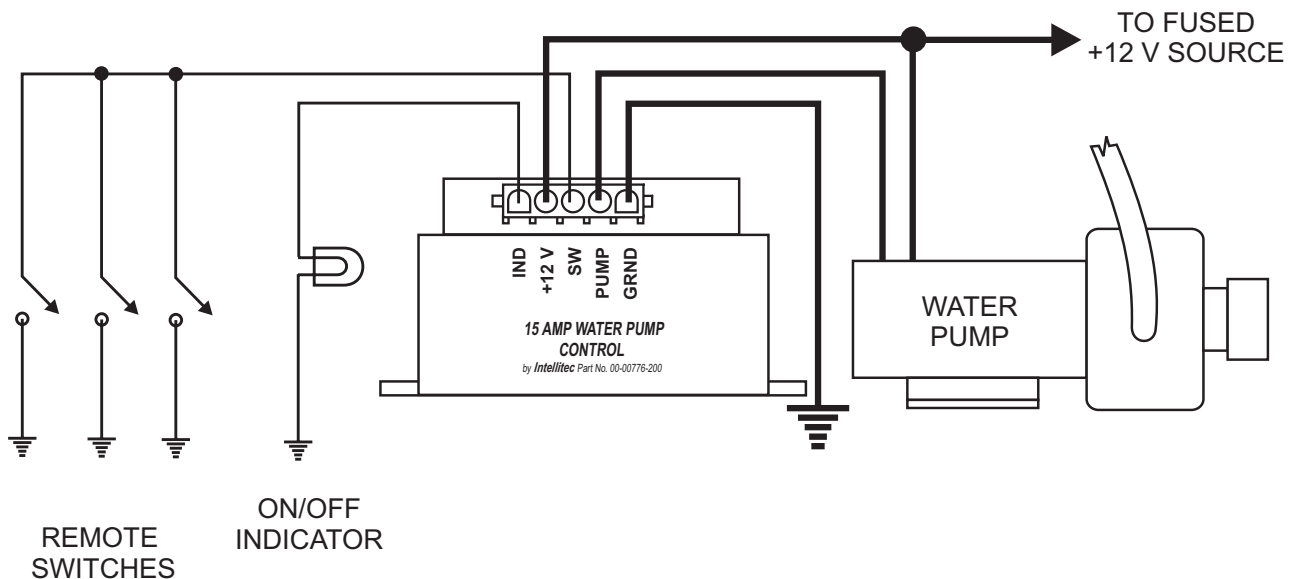 TO FUSED
+12 V SOURCE
IND
+12 V
SW
PUMP
GRND
15 AMP WATER PUMP
CONTROL
by Intellitec Part No. 00-00776-200
WATER
PUMP
ON/OFF
INDICATOR
REMOTE
SWITCHES